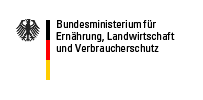 Bundesministerium für
Ernährung, Landwirtschaft
und Verbraucherschutz